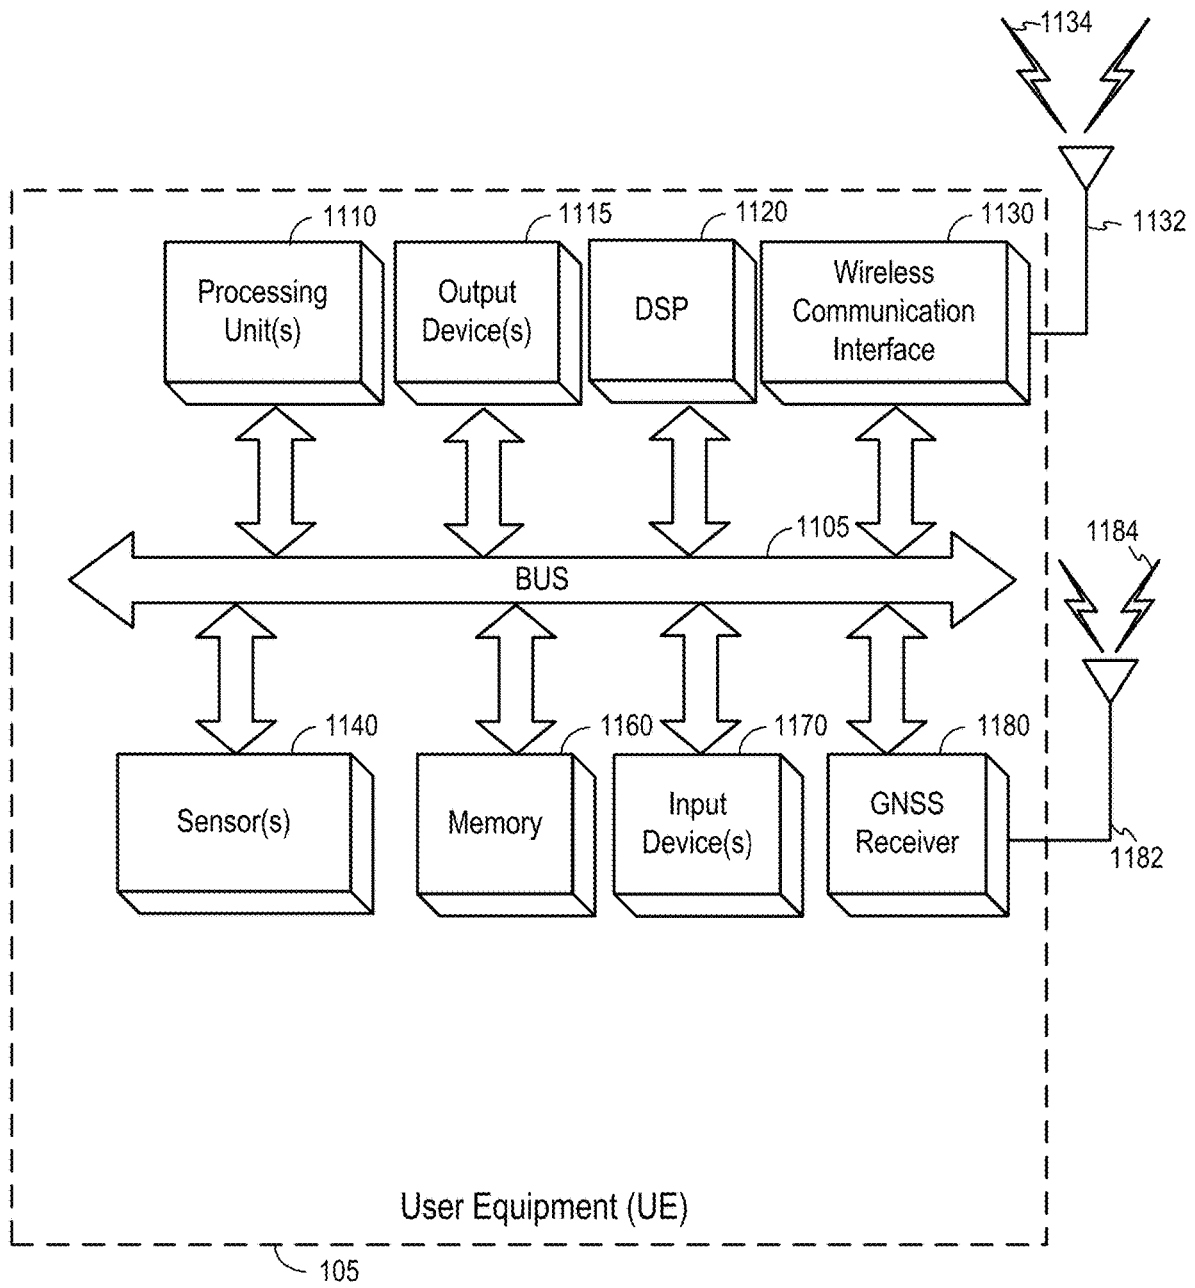 1134
1132
1110
1115
1120
1130
Processing
Unit(s)
Output
Device(s)
DSP
Wireless
Communication
Interface
1105
BUS
1184
1140
1160
1170
1180
Sensor(s)
Memory
Input
Device(s)
GNSS
Receiver
1182
User Equipment (UE)
105